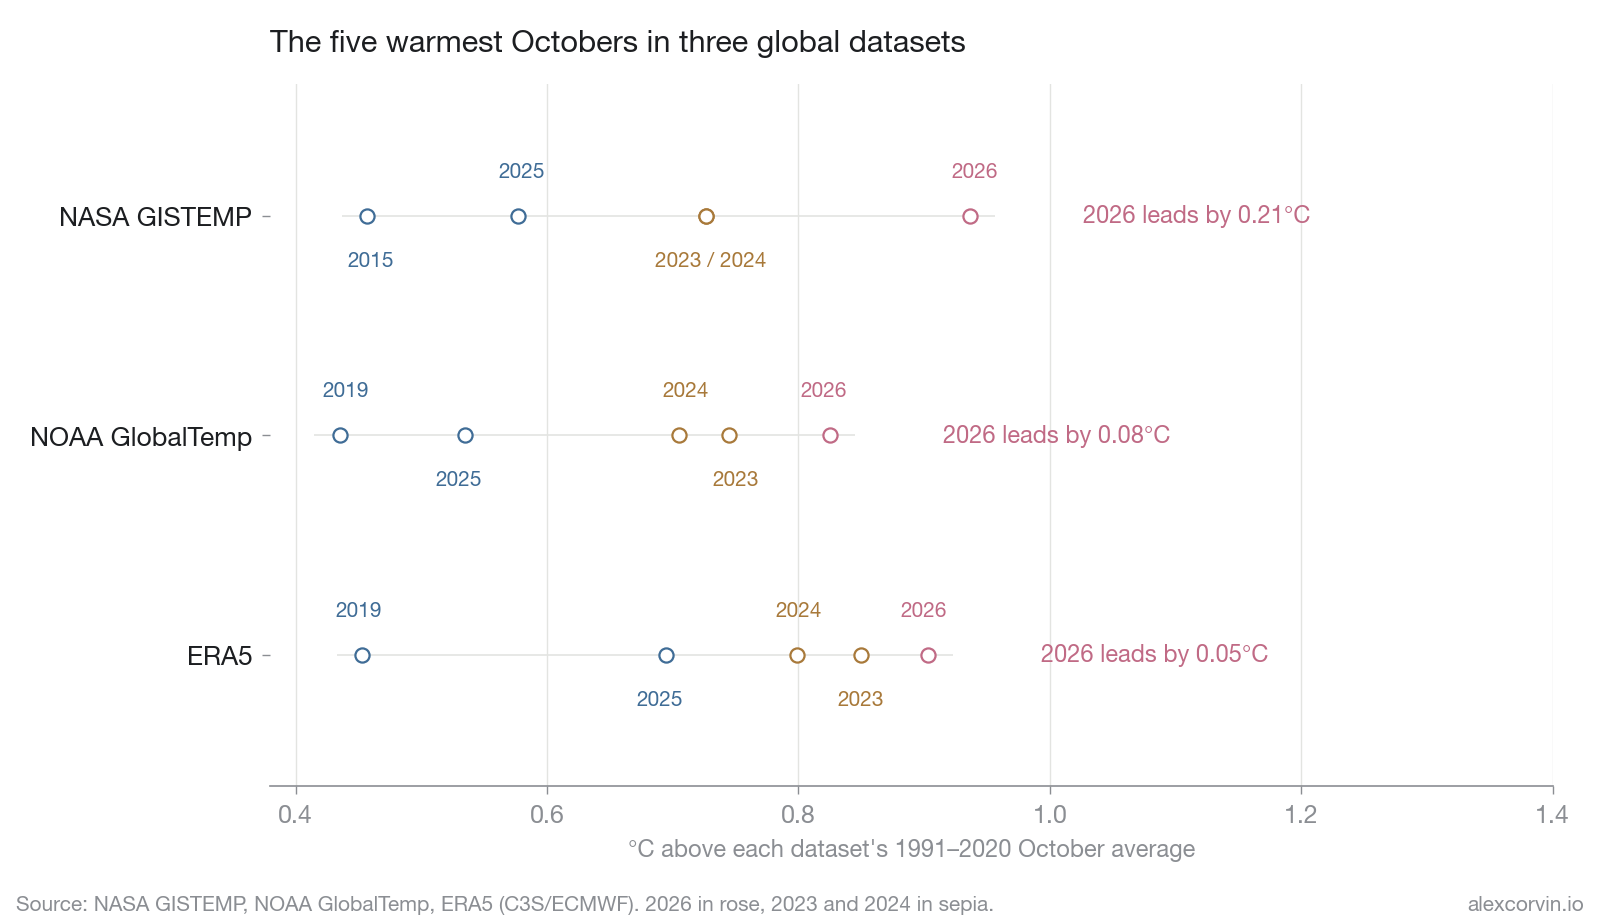 The five warmest Octobers in three global datasets
2025
2026
NASA GISTEMP
2026 leads by 0.21°C
2015
2023 / 2024
2019
2024
2026
NOAA GlobalTemp
2026 leads by 0.08°C
2025
2023
2019
2024
2026
ERA5
2026 leads by 0.05°C
2025
2023
0.4
0.6
0.8
1.0
1.2
1.4
°C above each dataset's 1991–2020 October average
Source: NASA GISTEMP, NOAA GlobalTemp, ERA5 (C3S/ECMWF). 2026 in rose, 2023 and 2024 in sepia.
alexcorvin.io